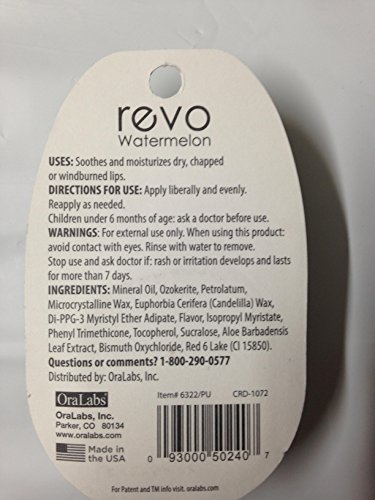 revo
Watermelon
USES: Soothes and moisturizes dry, chapped
or windburned lips.
DIRECTIONS FOR USE: Apply liberally and evenly.
Reapply as needed.
Children under 6 months of age: ask a doctor before use.
WARNINGS: For external use only. When using this product:
avoid contact with eyes. Rinse with water to remove.
Stop use and ask doctor if: rash or irritation develops and lasts
for more than 7 days.
INGREDIENTS: Mineral Oil, Ozokerite, Petrolatum,
Microcrystalline Wax, Euphorbia Cerifera (Candelilla) Wax,
Di-PPG-3 Myristyl Ether Adipate, Flavor, Isopropyl Myristate,
Phenyl Trimethicone, Tocopherol, Sucralose, Aloe Barbadensis
Leaf Extract, Bismuth Oxychloride, Red 6 Lake (CI 15850).
Questions or comments? 1-800-290-0577
Distributed by: OraLabs, Inc.
Item# 6322/PU CRD-1072
OraLabs
OraLabs, Inc.
Parker, CO 80134
www.oralabs.com
Made in
the USA
0 93000 50240 7
For Patent and TM info visit. oralabs.com